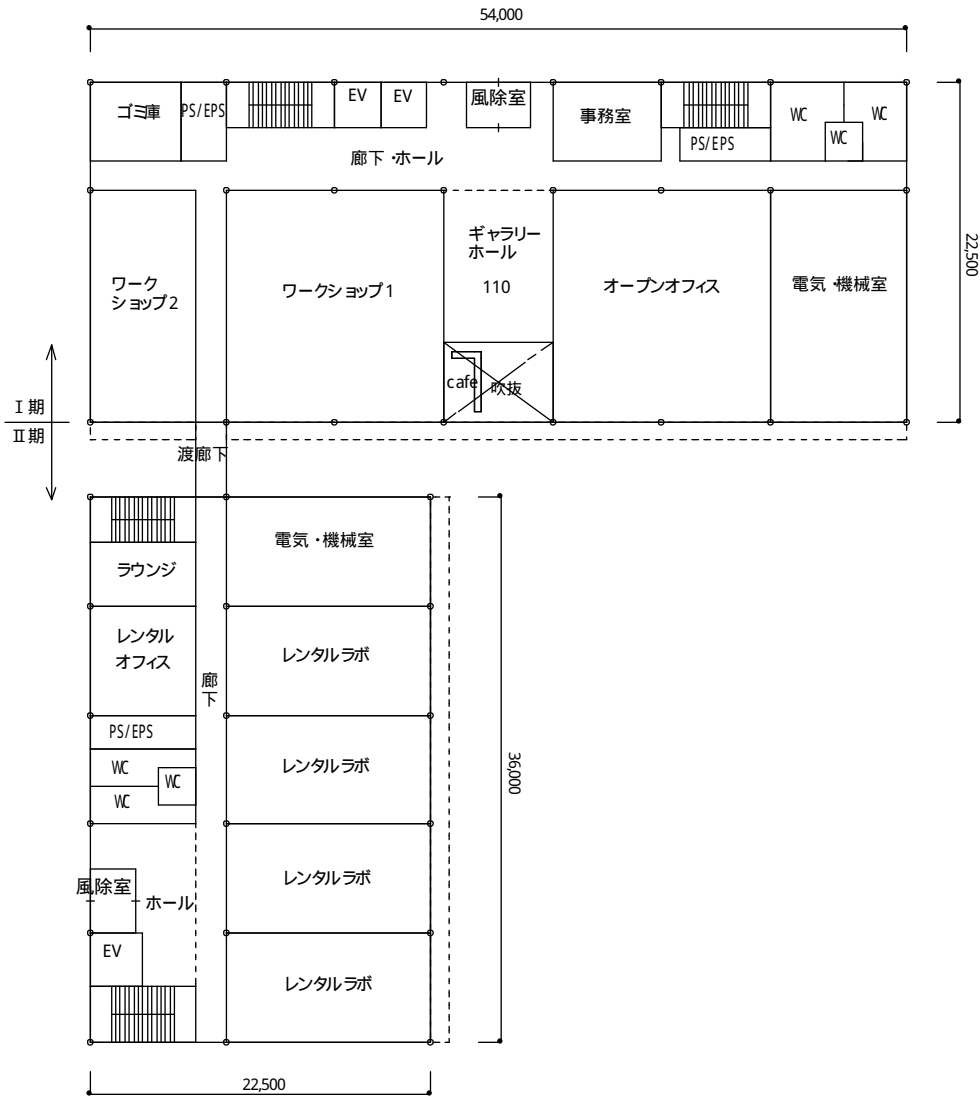 54,000
ゴミ庫
PS/EPS
EV
EV
風除室
事務室
PS/EPS
WC
WC
WC
廊下・ホール
22,500
ワーク
ショップ2
ワークショップ1
ギャラリー
ホール
110
オープンオフィス
電気・機械室
cafe
吹抜
Ⅰ期
Ⅱ期
渡廊下
電気・機械室
ラウンジ
レンタル
オフィス
レンタルラボ
廊
下
PS/EPS
WC
WC
WC
レンタルラボ
36,000
風除室
ホール
レンタルラボ
EV
レンタルラボ
22,500